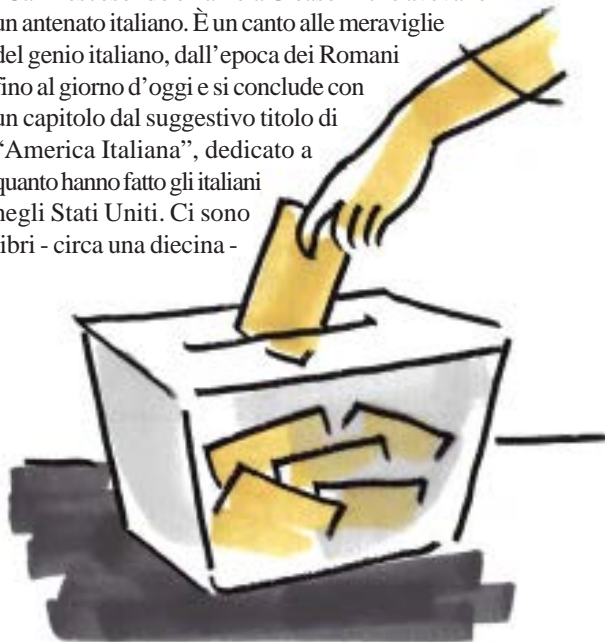 un antenato italiano. È un canto alle meraviglie
del genio italiano, dall'epoca dei Romani
fino al giorno d'oggi e si conclude con
un capitolo dal suggestivo titolo di
"America Italiana", dedicato a
quanto hanno fatto gli italiani
negli Stati Uniti. Ci sono
libri - circa una diecina -